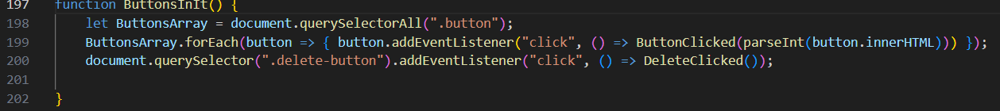 197 function ButtonsInIt() {
198 let ButtonsArray = document.querySelectorAll(".button");
199 ButtonsArray.forEach(button => { button.addEventListener("click", () => ButtonClicked(parseInt(button.innerHTML))) });
200 document.querySelector(".delete-button").addEventListener("click", () => DeleteClicked());
201
202 }